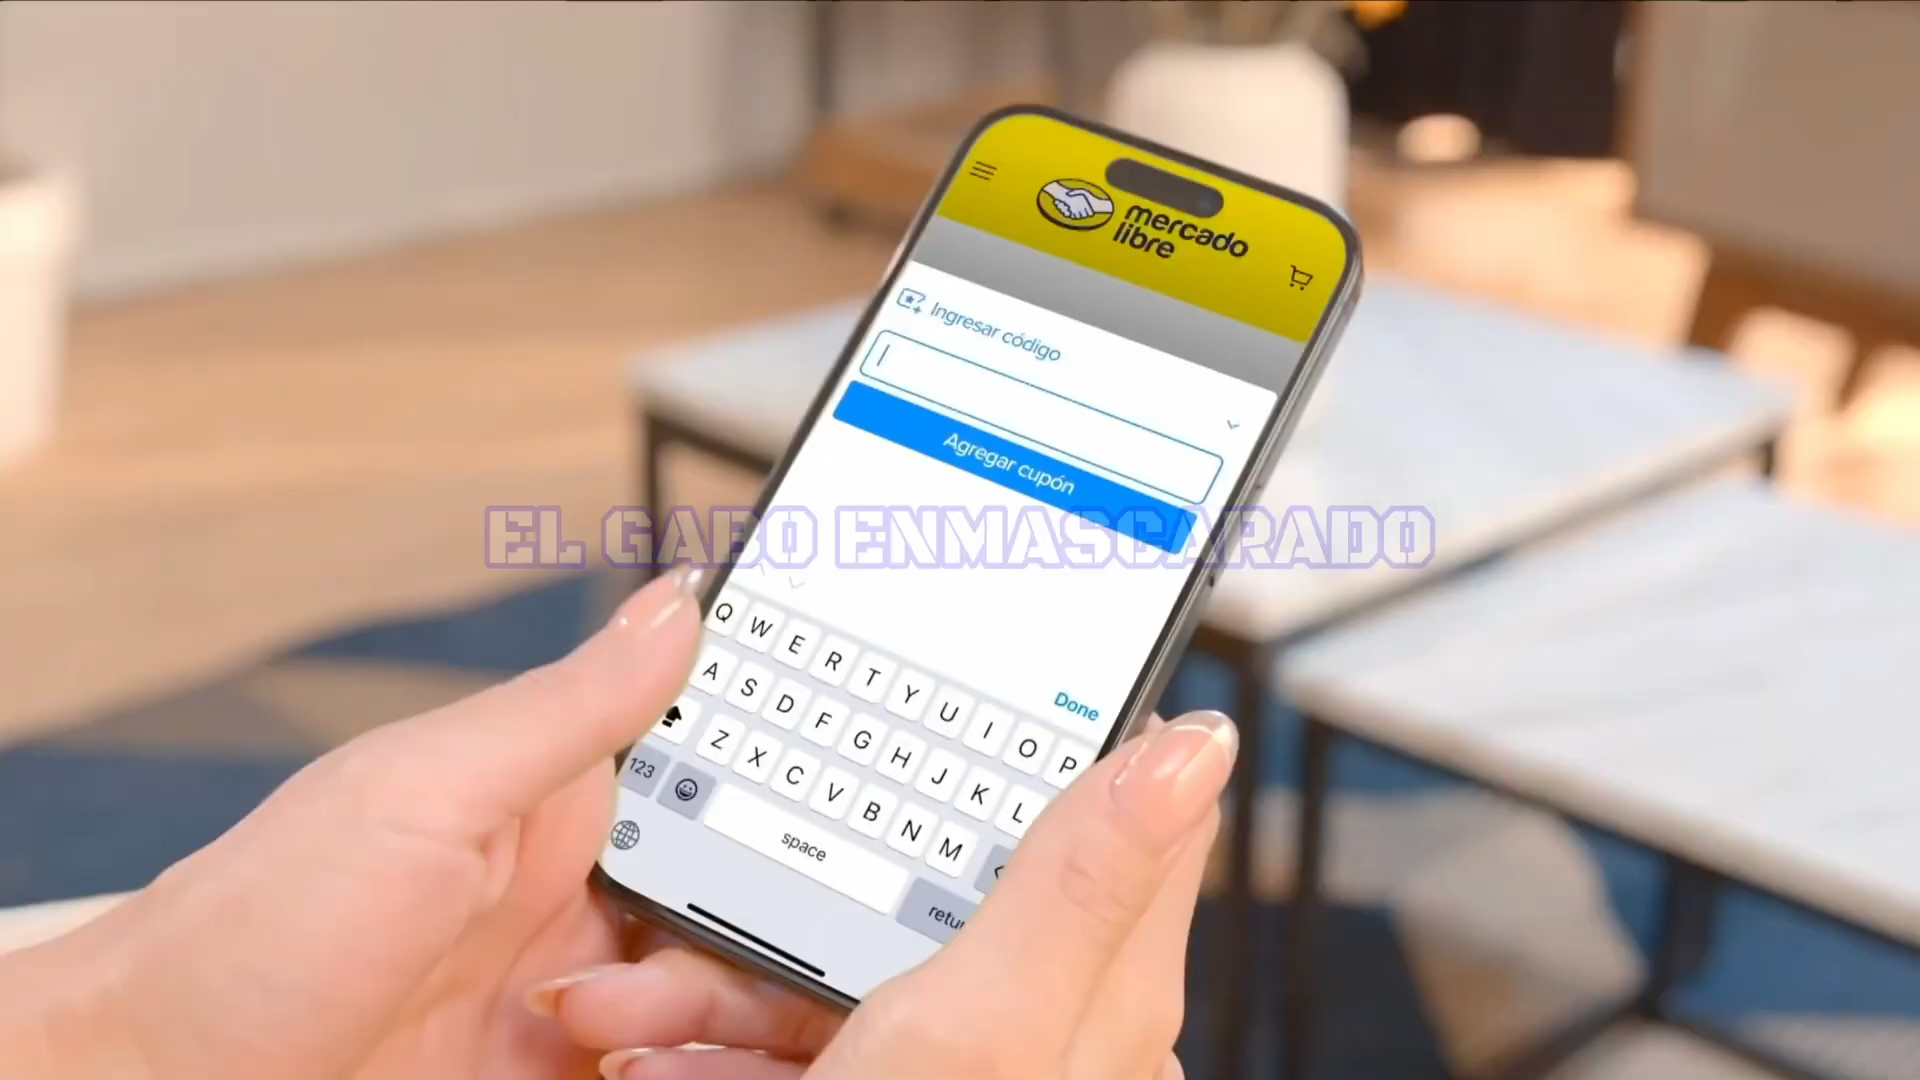 mercado
libre
Ingresar código
Agregar cupón
EL GABO ENMASCARADO
Done
Q W E R T Y U I O P
A S D F G H J K L
Z X C V B N M
123
space